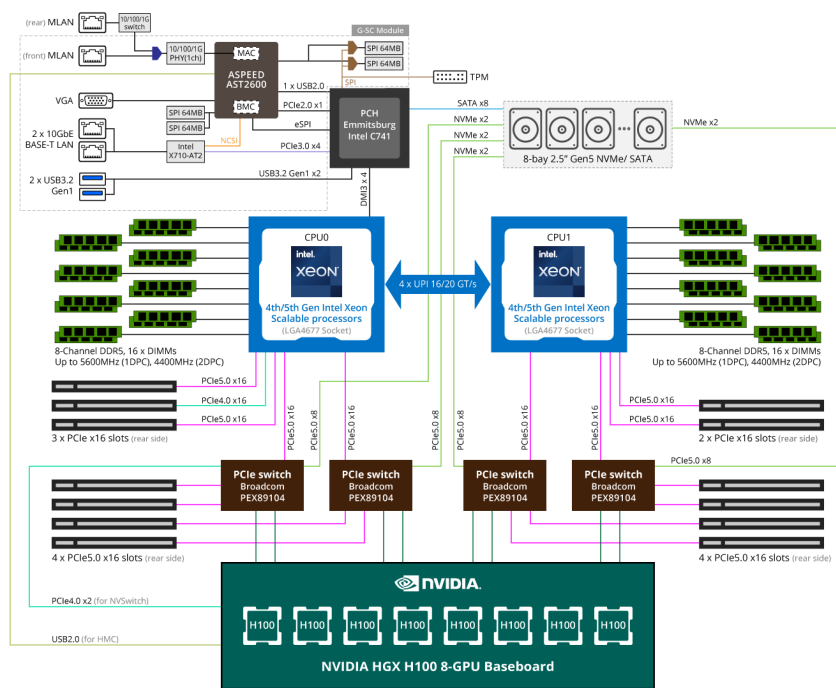 (rear) MLAN
10/100/1G
switch
(front) MLAN
10/100/1G
PHY(1ch)
MAC
ASPEED
AST2600
BMC
G-SC Module
SPI 64MB
SPI 64MB
SPI
TPM
VGA
SPI 64MB
SPI 64MB
1 x USB2.0
PCIe2.0 x1
eSPI
PCH
Emmitsburg
Intel C741
2 x 10GbE
BASE-T LAN
Intel
X710-AT2
NCSI
PCIe3.0 x4
2 x USB3.2
Gen1
USB3.2 Gen1 x2
DMI3 x 4
SATA x8
NVMe x2
NVMe x2
NVMe x2
NVMe x2
8-bay 2.5" Gen5 NVMe/ SATA
CPU0
intel.
XEON
4th/5th Gen Intel Xeon
Scalable processors
(LGA4677 Socket)
4 x UPI 16/20 GT/s
CPU1
intel.
XEON
4th/5th Gen Intel Xeon
Scalable processors
(LGA4677 Socket)
8-Channel DDR5, 16 x DIMMs
Up to 5600MHz (1DPC), 4400MHz (2DPC)
8-Channel DDR5, 16 x DIMMs
Up to 5600MHz (1DPC), 4400MHz (2DPC)
PCIe5.0 x16
PCIe4.0 x16
PCIe5.0 x16
3 x PCIe x16 slots (rear side)
PCIe5.0 x16
PCIe5.0 x8
PCIe5.0 x16
PCIe5.0 x8
PCIe5.0 x8
PCIe5.0 x16
PCIe5.0 x16
PCIe5.0 x16
PCIe5.0 x16
2 x PCIe x16 slots (rear side)
PCIe5.0 x8
PCIe switch
Broadcom
PEX89104
PCIe switch
Broadcom
PEX89104
PCIe switch
Broadcom
PEX89104
PCIe switch
Broadcom
PEX89104
4 x PCIe5.0 x16 slots (rear side)
4 x PCIe5.0 x16 slots (rear side)
PCIe4.0 x2 (for NVSwitch)
USB2.0 (for HMC)
NVIDIA.
H100
H100
H100
H100
H100
H100
H100
H100
NVIDIA HGX H100 8-GPU Baseboard